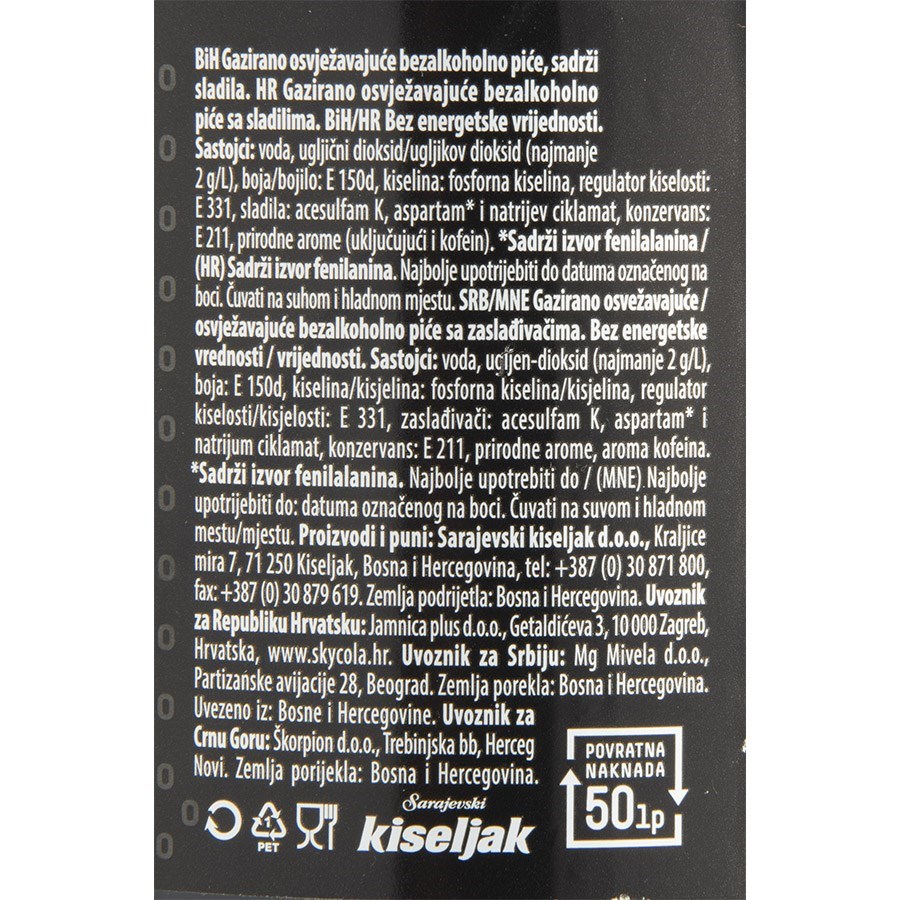 BiH Gazirano osvježavajuće bezalkoholno piće, sadrži
sladila. HR Gazirano osvježavajuće bezalkoholno
piće sa sladilima. BiH/HR Bez energetske vrijednosti.
Sastojci: voda, ugljični dioksid/ugljikov dioksid (najmanje
2 g/L), boja/bojilo: E 150d, kiselina: fosforna kiselina, regulator kiselosti:
E 331, sladila: acesulfam K, aspartam* i natrijev ciklamat, konzervans:
E 211, prirodne arome (uključujući i kofein). *Sadrži izvor fenilalanina /
(HR) Sadrži izvor fenilanina. Najbolje upotrijebiti do datuma označenog na
boci. Čuvati na suhom i hladnom mjestu. SRB/MNE Gazirano osvežavajuće /
osvježavajuće bezalkoholno piće sa zaslađivačima. Bez energetske
vrednosti / vrijednosti. Sastojci: voda, ugljen-dioksid (najmanje 2 g/L),
boja: E 150d, kiselina/kisjelina: fosforna kiselina/kisjelina, regulator
kiselosti/kisjelosti: E 331, zaslađivači: acesulfam K, aspartam* i
natrijum ciklamat, konzervans: E 211, prirodne arome, aroma kofeina.
*Sadrži izvor fenilalanina. Najbolje upotrebiti do / (MNE) Najbolje
upotrijebiti do: datuma označenog na boci. Čuvati na suvom i hladnom
mestu/mjestu. Proizvodi i puni: Sarajevski kiseljak d.o.o., Kraljice
mira 7, 71 250 Kiseljak, Bosna i Hercegovina, tel: +387 (0) 30 871 800,
fax: +387 (0) 30 879 619. Zemlja podrijetla: Bosna i Hercegovina. Uvoznik
za Republiku Hrvatsku: Jamnica plus d.o.o., Getaldićeva 3, 10 000 Zagreb,
Hrvatska, www.skycola.hr. Uvoznik za Srbiju: Mg Mivela d.o.o.,
Partizanske avijacije 28, Beograd. Zemlja porekla: Bosna i Hercegovina.
Uvezeno iz: Bosne i Hercegovine. Uvoznik za
Crnu Goru: Škorpion d.o.o., Trebinjska bb, Herceg
Novi. Zemlja porijekla: Bosna i Hercegovina.
1
PET
Sarajevski
kiseljak
POVRATNA
NAKNADA
50lp